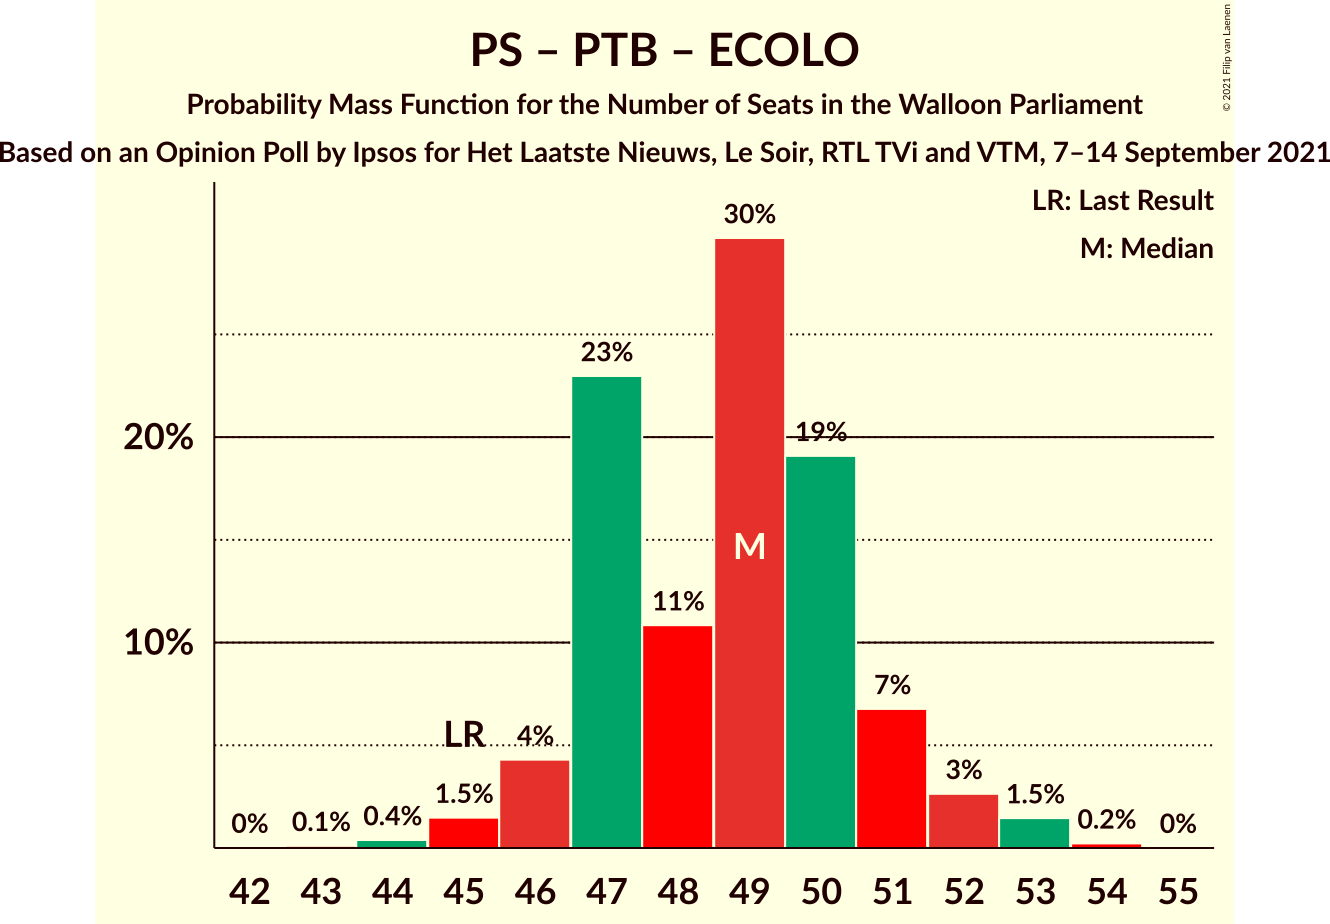 PS – PTB – ECOLO
Probability Mass Function for the Number of Seats in the Walloon Parliament
Based on an Opinion Poll by Ipsos for Het Laatste Nieuws, Le Soir, RTL TVi and VTM, 7–14 September 2021
© 2021 Filip van Laenen
LR: Last Result
M: Median
30%
23%
20%
19%
M
11%
10%
7%
LR
4%
3%
1.5%
1.5%
0%
0.1%
0.4%
0.2%
0%
42 43 44 45 46 47 48 49 50 51 52 53 54 55